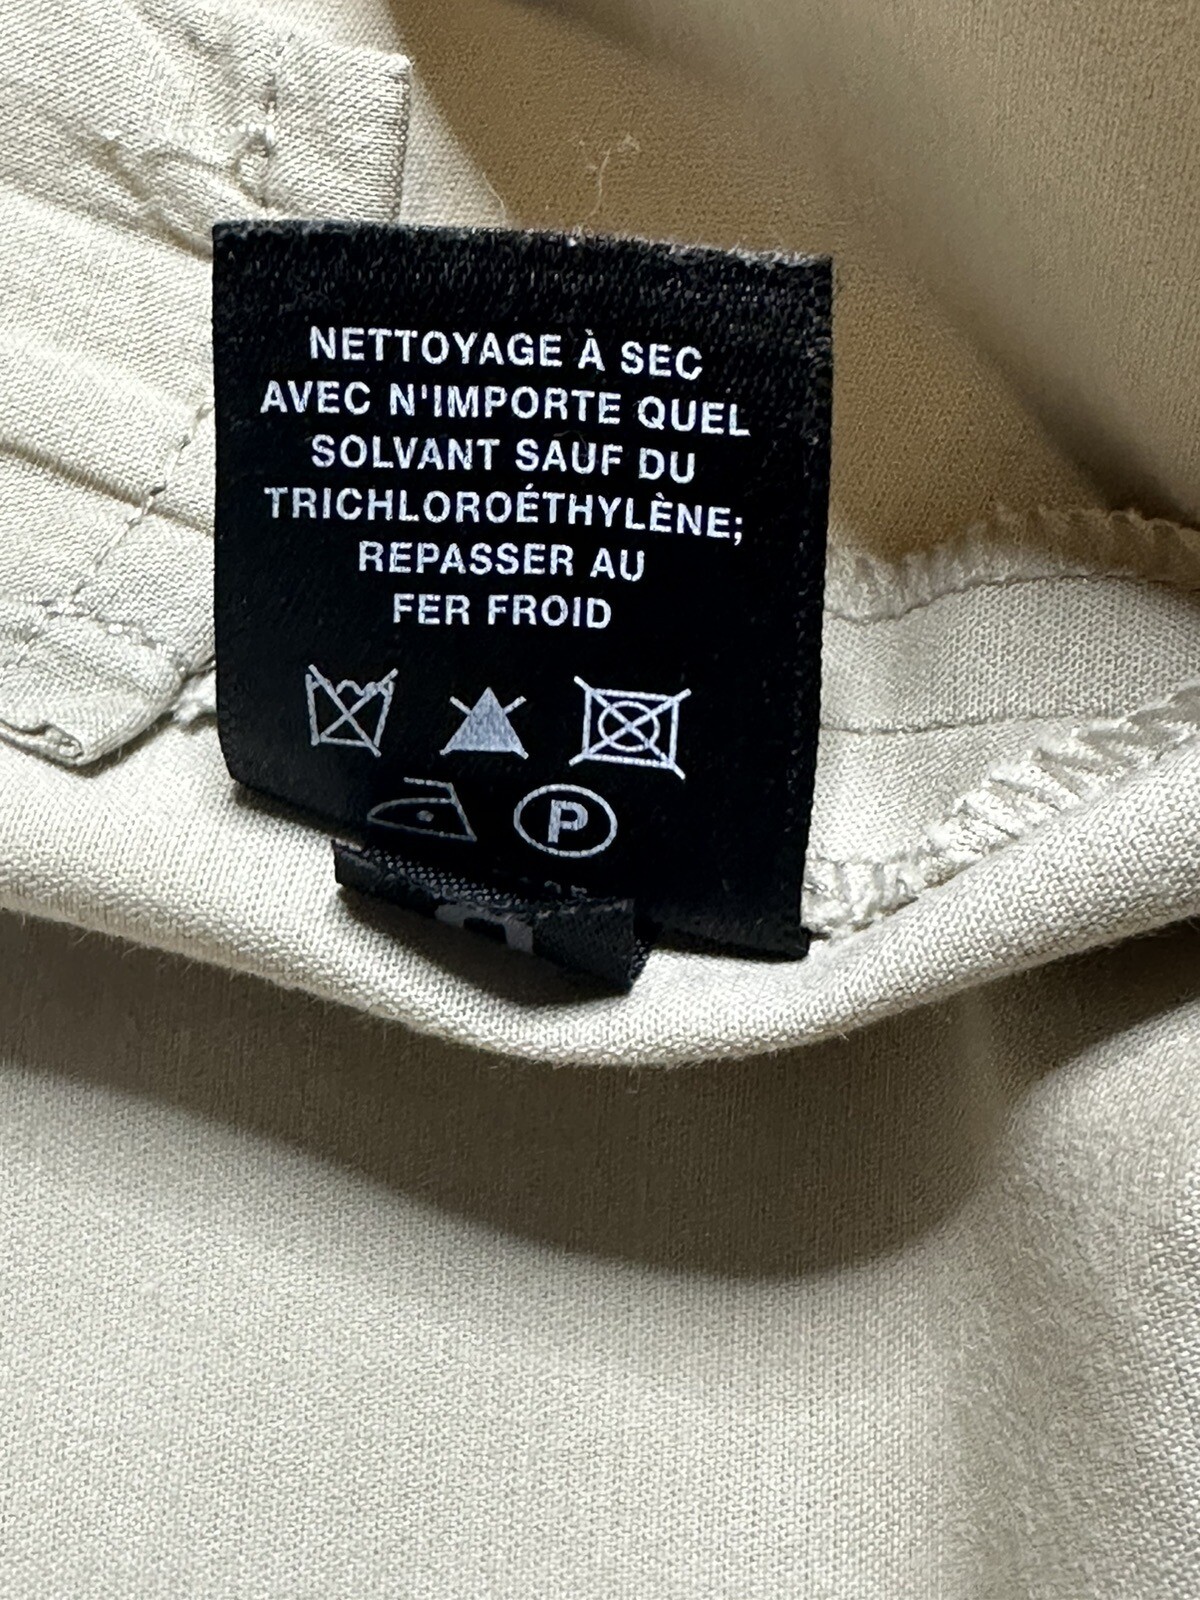 NETTOYAGE À SEC
AVEC N'IMPORTE QUEL
SOLVANT SAUF DU
TRICHLOROÉTHYLÈNE;
REPASSER AU
FER FROID
P